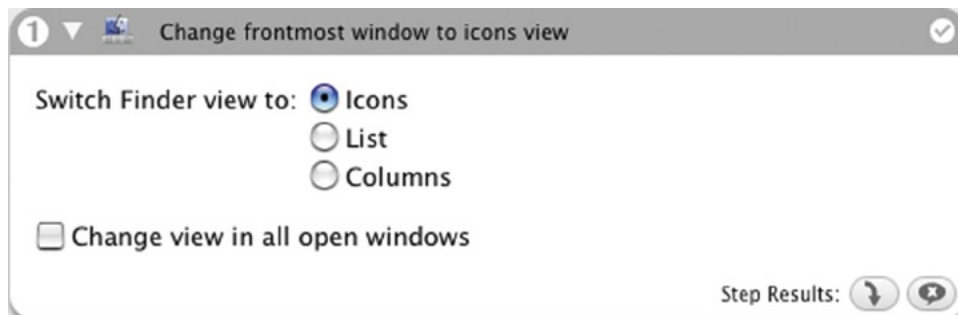 1 Change frontmost window to icons view
Switch Finder view to: Icons
List
Columns
Change view in all open windows
Step Results: